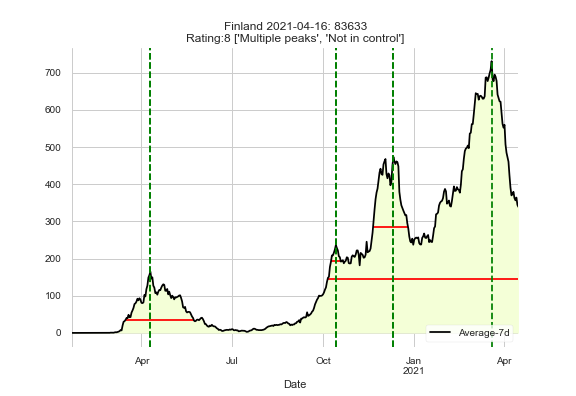 Finland 2021-04-16: 83633
Rating:8 ['Multiple peaks', 'Not in control']
700
600
500
400
300
200
100
0
Average-7d
Apr
Jul
Oct
Jan
2021
Apr
Date